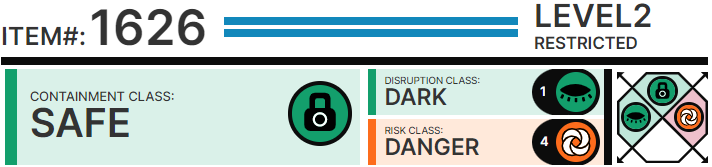 ITEM#: 1626
LEVEL2
RESTRICTED
CONTAINMENT CLASS:
SAFE
DISRUPTION CLASS:
DARK
1
RISK CLASS:
DANGER
4